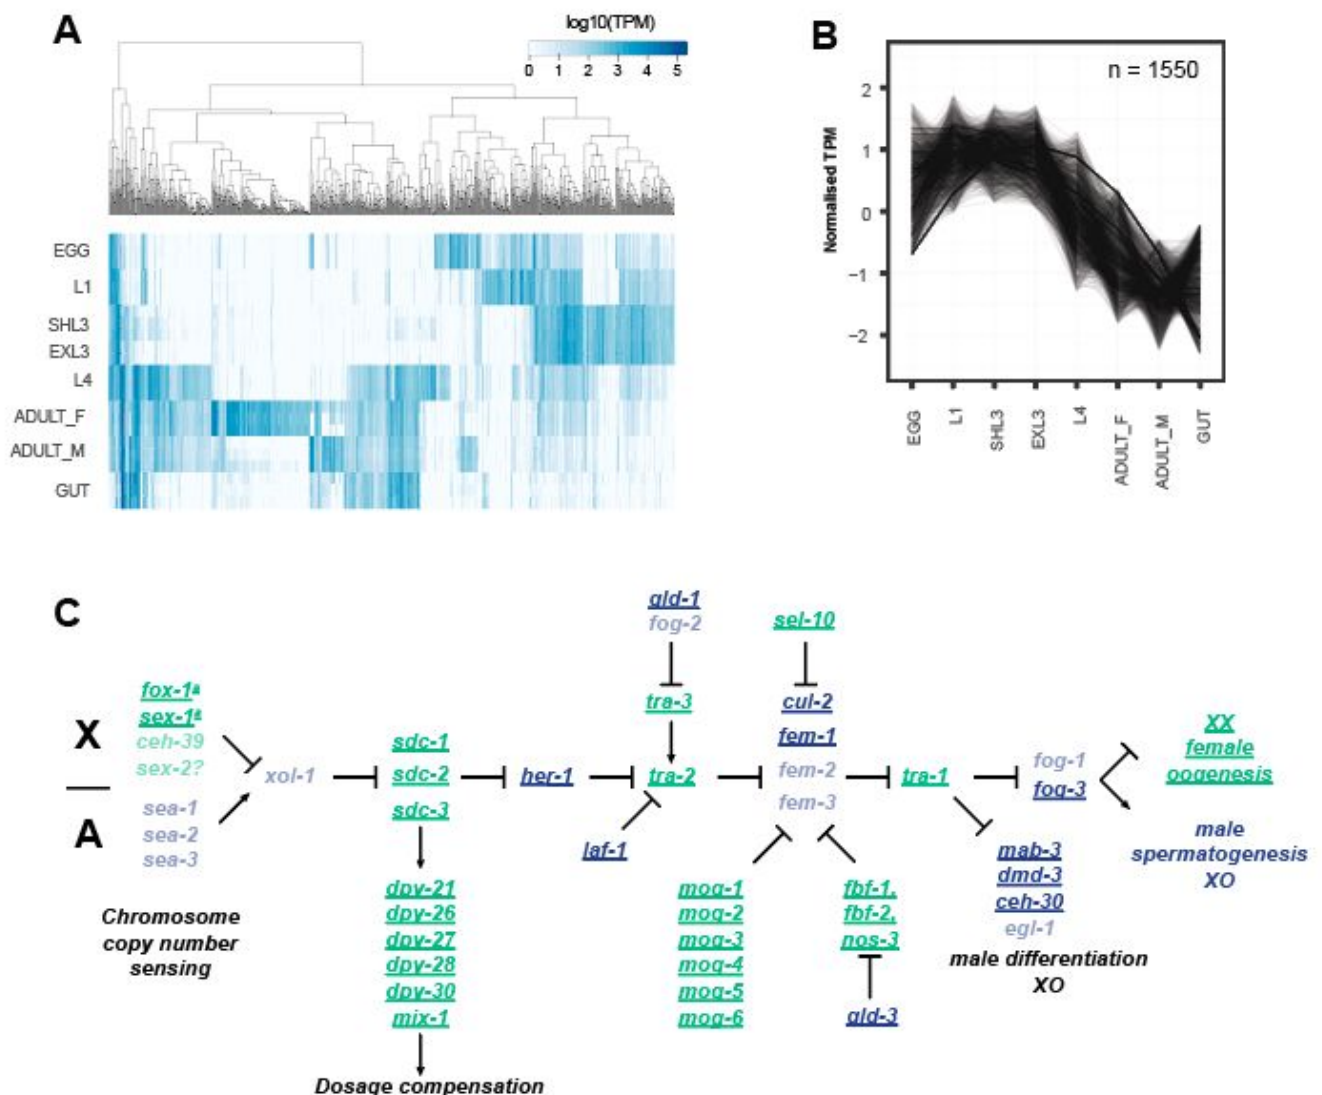 A
log10(TPM)
0 1 2 3 4 5
EGG
L1
SHL3
EXL3
L4
ADULT_F
ADULT_M
GUT
B
n = 1550
Normalised TPM
2
1
0
−1
−2
EGG
L1
SHL3
EXL3
L4
ADULT_F
ADULT_M
GUT
C
X
A
fox-1ª
sex-1ª
ceh-39
sex-2?
sea-1
sea-2
sea-3
Chromosome
copy number
sensing
xol-1
sdc-1
sdc-2
sdc-3
dpy-21
dpy-26
dpy-27
dpy-28
dpy-30
mix-1
Dosage compensation
her-1
laf-1
gld-1
fog-2
tra-3
tra-2
mog-1
mog-2
mog-3
mog-4
mog-5
mog-6
sel-10
cul-2
fem-1
fem-2
fem-3
fbf-1,
fbf-2,
nos-3
gld-3
tra-1
fog-1
fog-3
mab-3
dmd-3
ceh-30
egl-1
male differentiation
XO
XX
female
oogenesis
male
spermatogenesis
XO